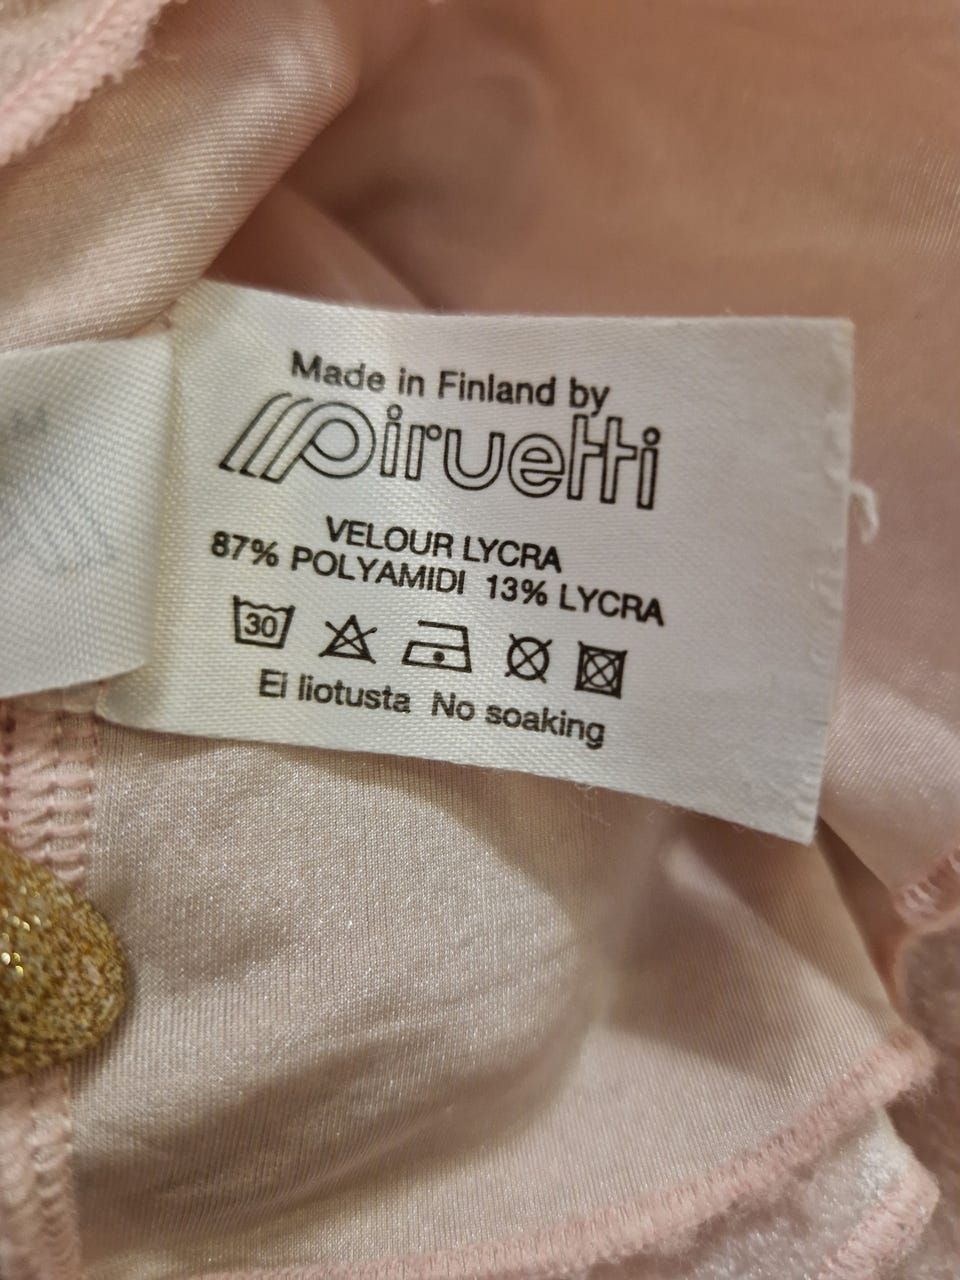 Made in Finland by
piruetti
VELOUR LYCRA
87% POLYAMIDI 13% LYCRA
30
Ei liotusta No soaking